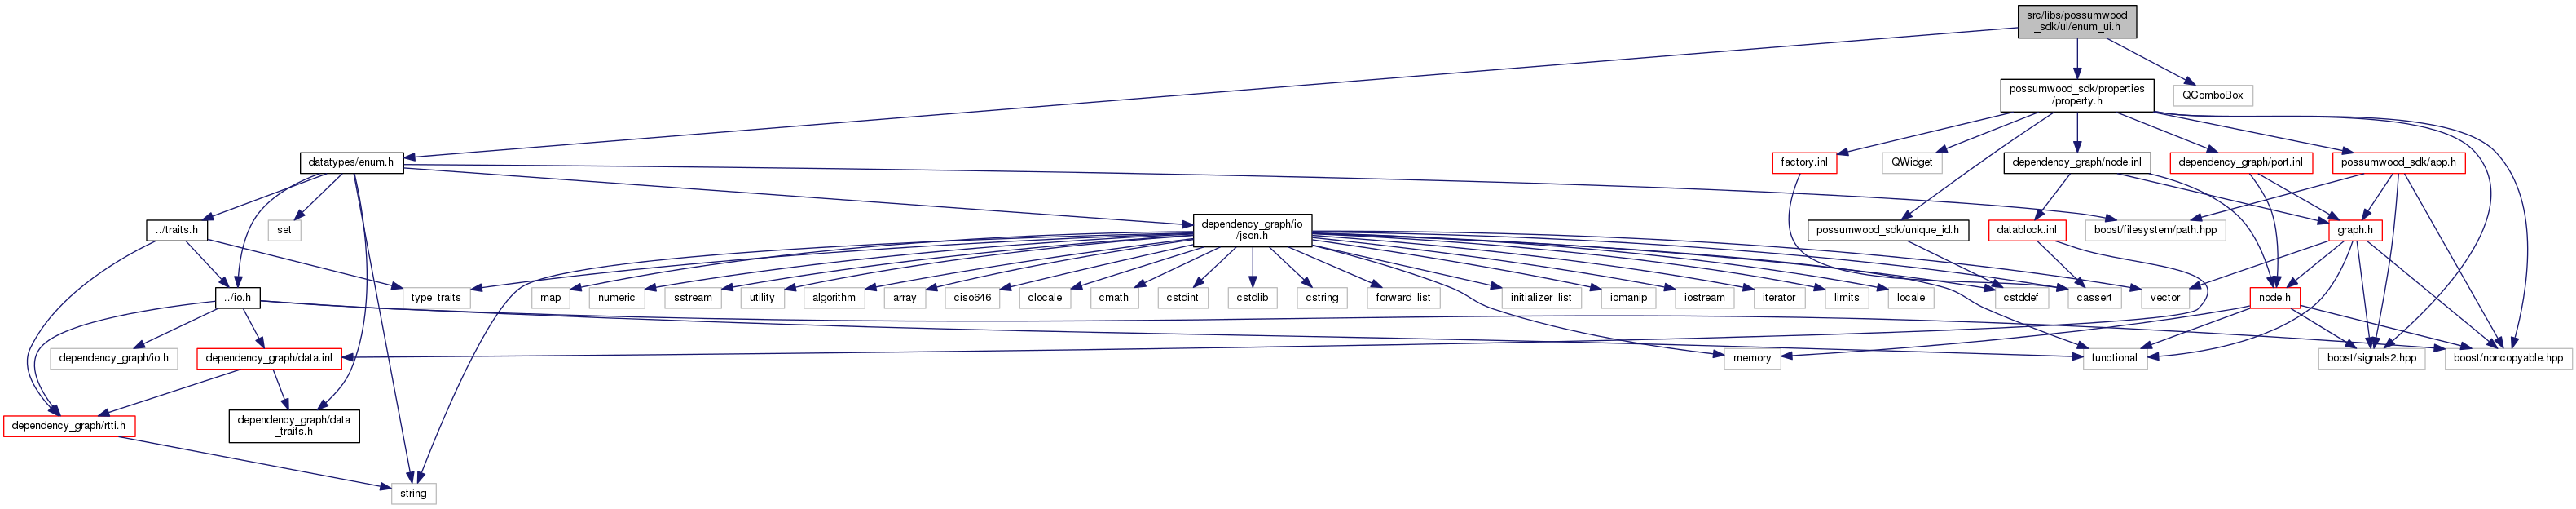 src/libs/possumwood
_sdk/ui/enum_ui.h
possumwood_sdk/properties
/property.h
QComboBox
datatypes/enum.h
factory.inl
QWidget
dependency_graph/node.inl
dependency_graph/port.inl
possumwood_sdk/app.h
../traits.h
set
dependency_graph/io
/json.h
possumwood_sdk/unique_id.h
datablock.inl
boost/filesystem/path.hpp
graph.h
../io.h
type_traits
map
numeric
sstream
utility
algorithm
array
ciso646
clocale
cmath
cstdint
cstdlib
cstring
forward_list
initializer_list
iomanip
iostream
iterator
limits
locale
cstddef
cassert
vector
node.h
dependency_graph/io.h
dependency_graph/data.inl
memory
functional
boost/signals2.hpp
boost/noncopyable.hpp
dependency_graph/rtti.h
dependency_graph/data
_traits.h
string